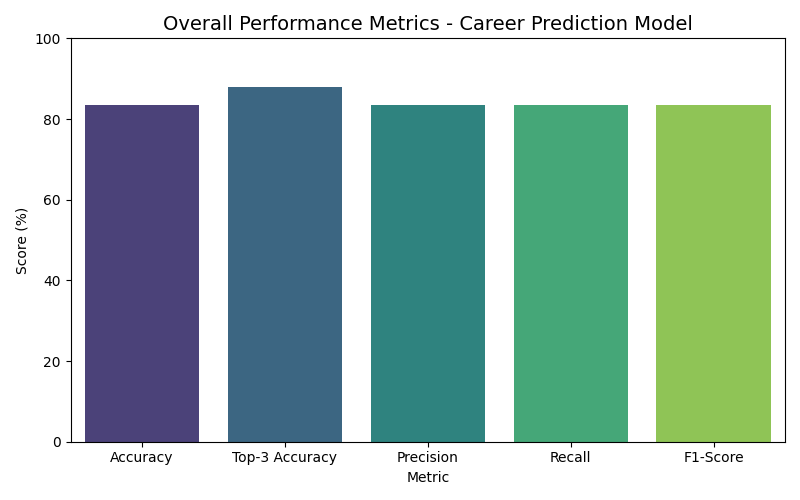 Overall Performance Metrics - Career Prediction Model
Score (%)
100
80
60
40
20
0
Accuracy Top-3 Accuracy Precision Recall F1-Score
Metric